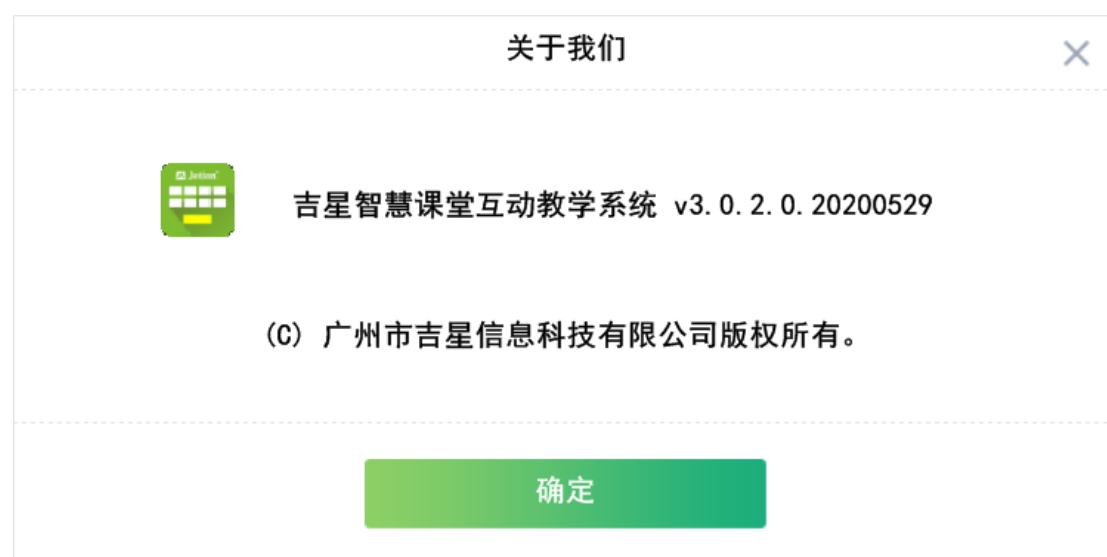 关于我们
Jetion
吉星智慧课堂互动教学系统 v3.0.2.0.20200529
(C) 广州市吉星信息科技有限公司版权所有。
确定